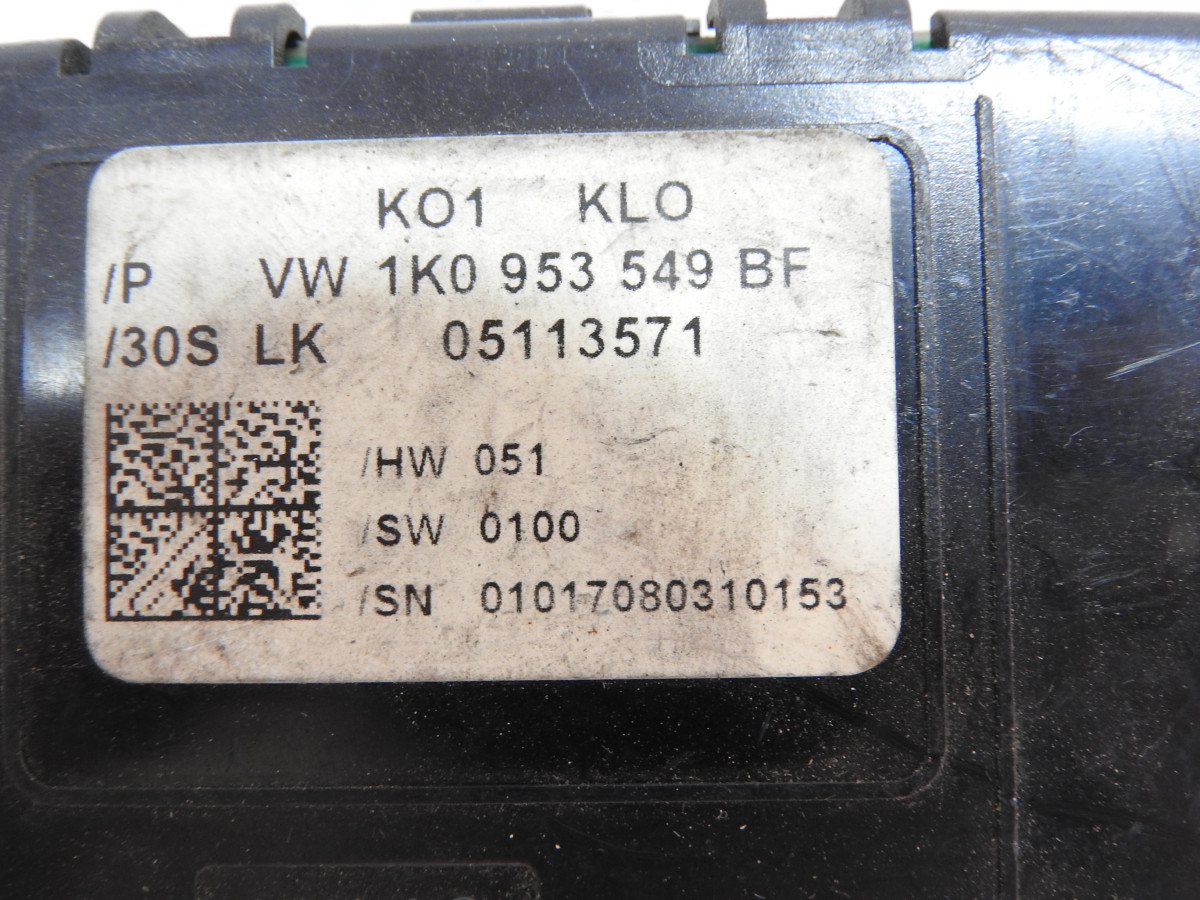 KO1 KLO
/P VW 1K0 953 549 BF
/30S LK 05113571
/HW 051
/SW 0100
/SN 01017080310153